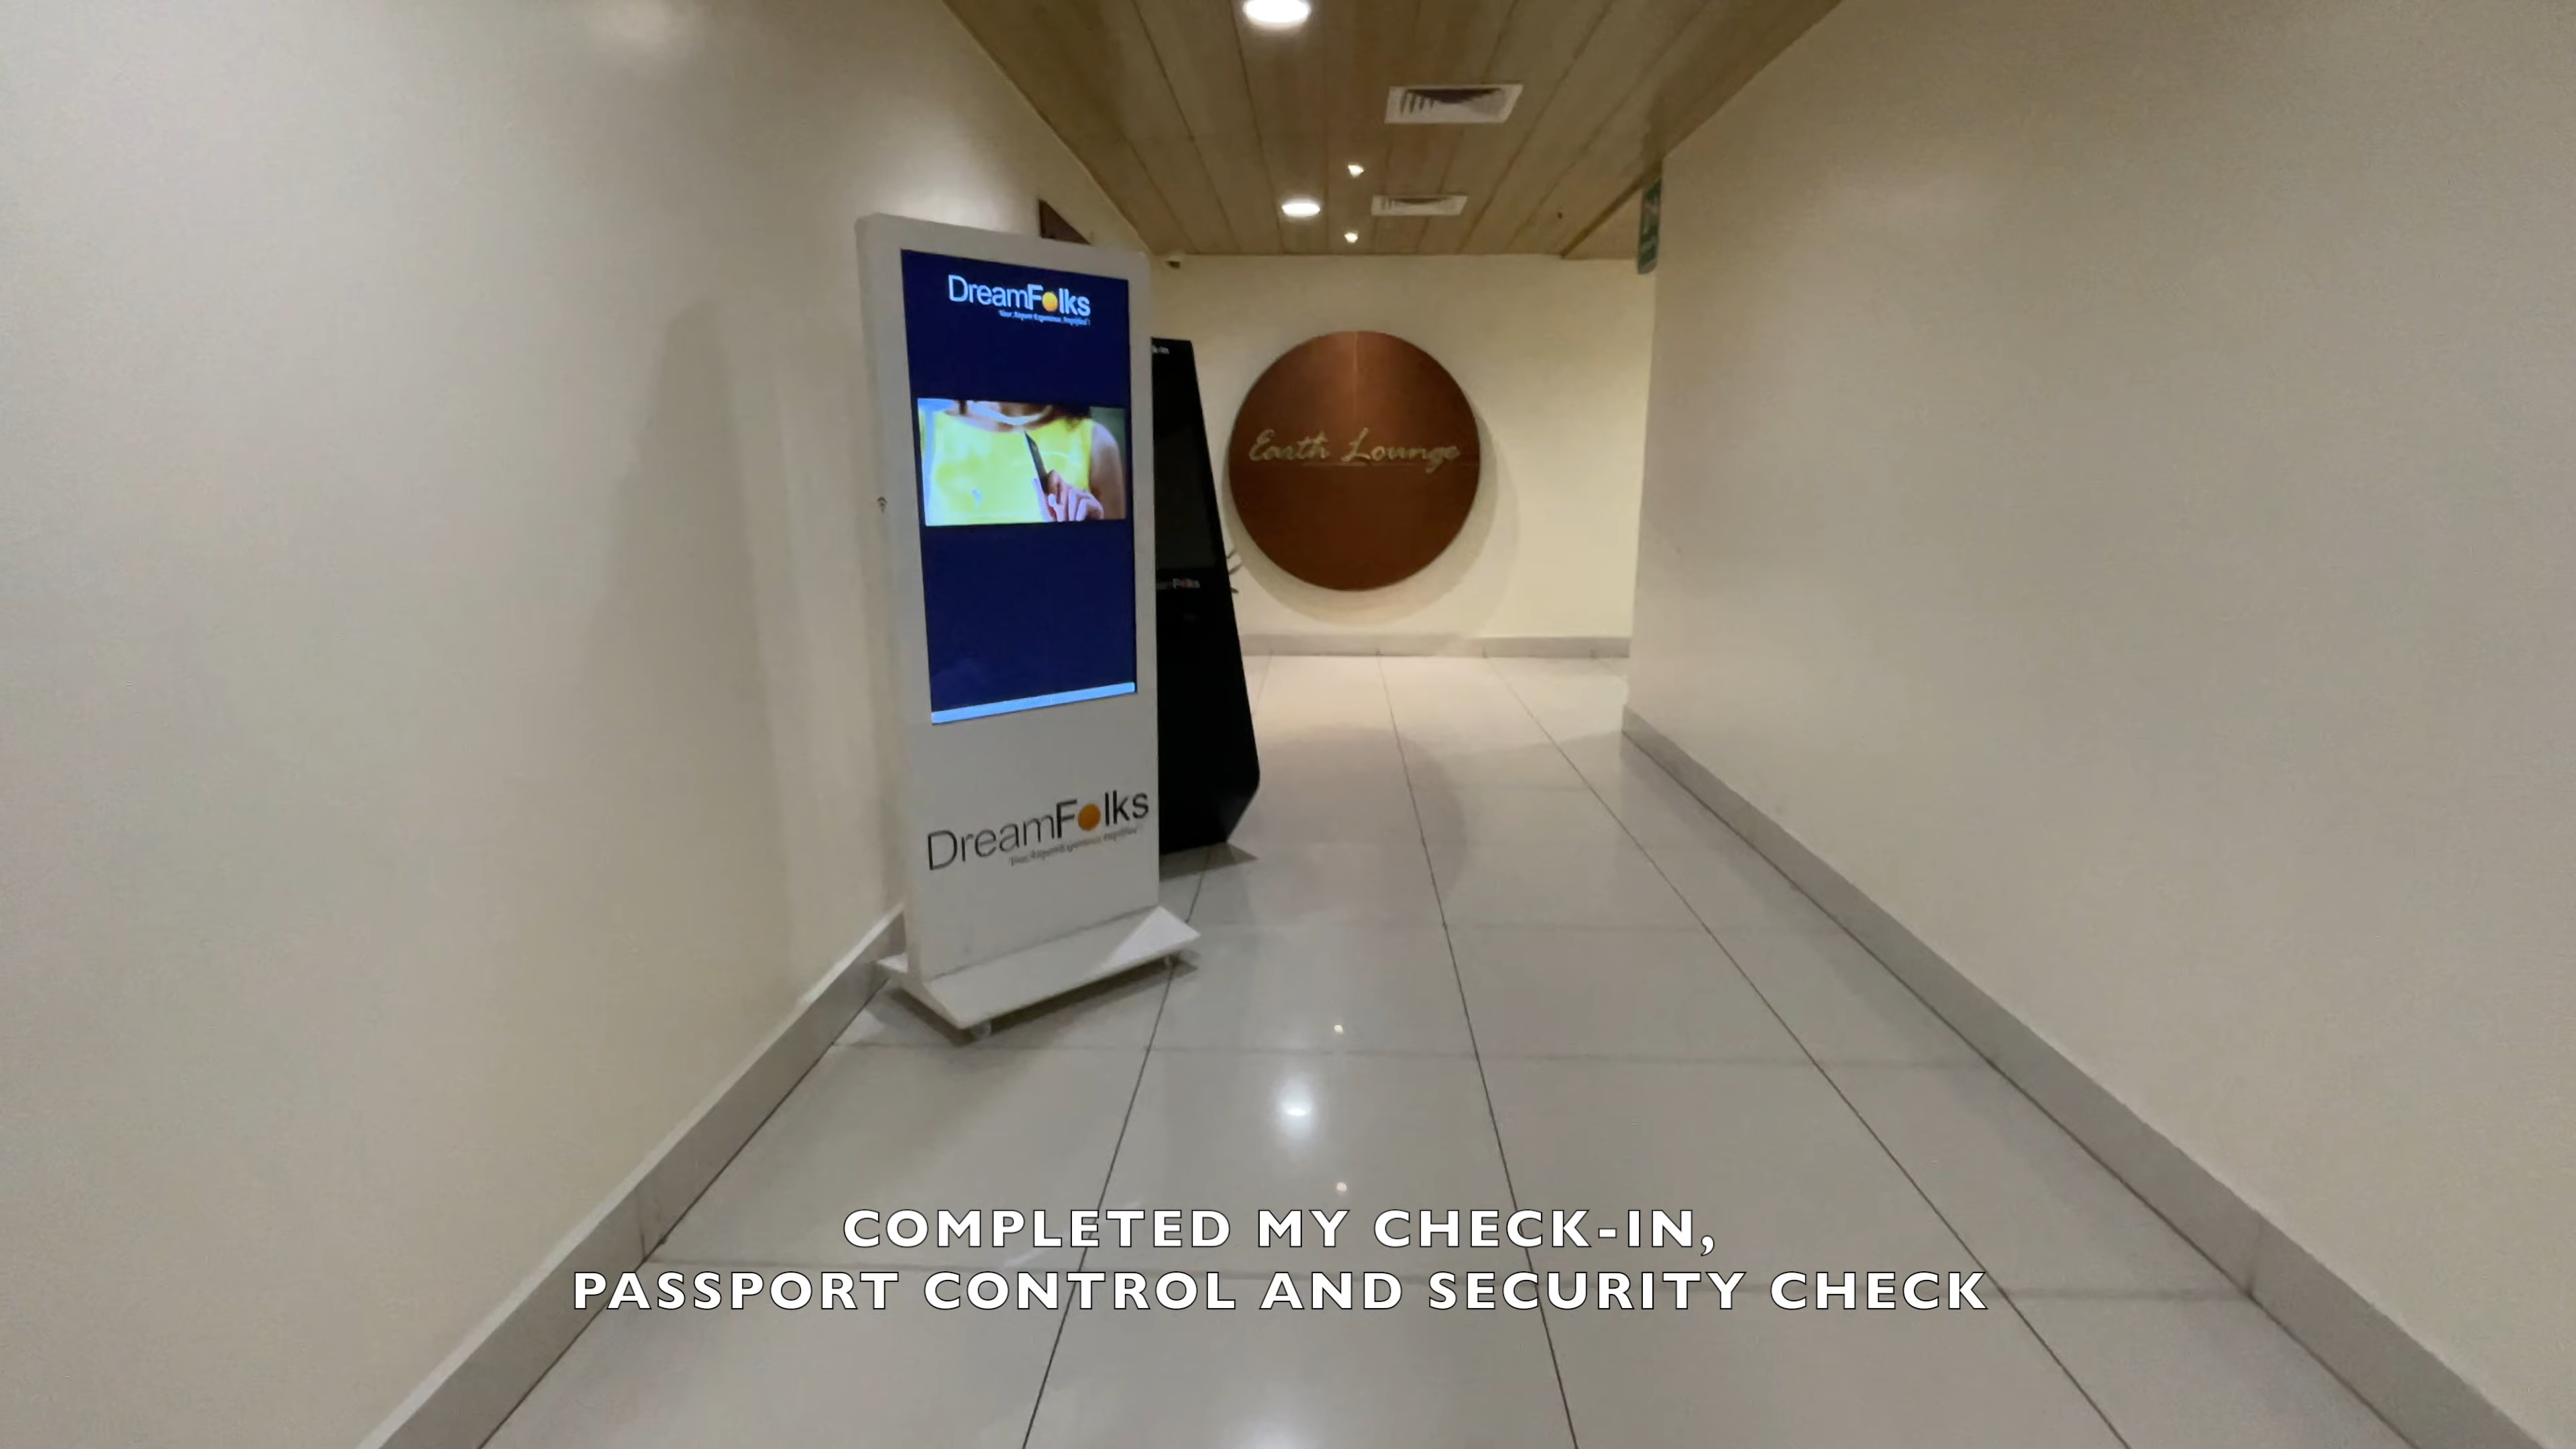 DreamFolks
Earth Lounge
DreamFolks
COMPLETED MY CHECK-IN,
PASSPORT CONTROL AND SECURITY CHECK